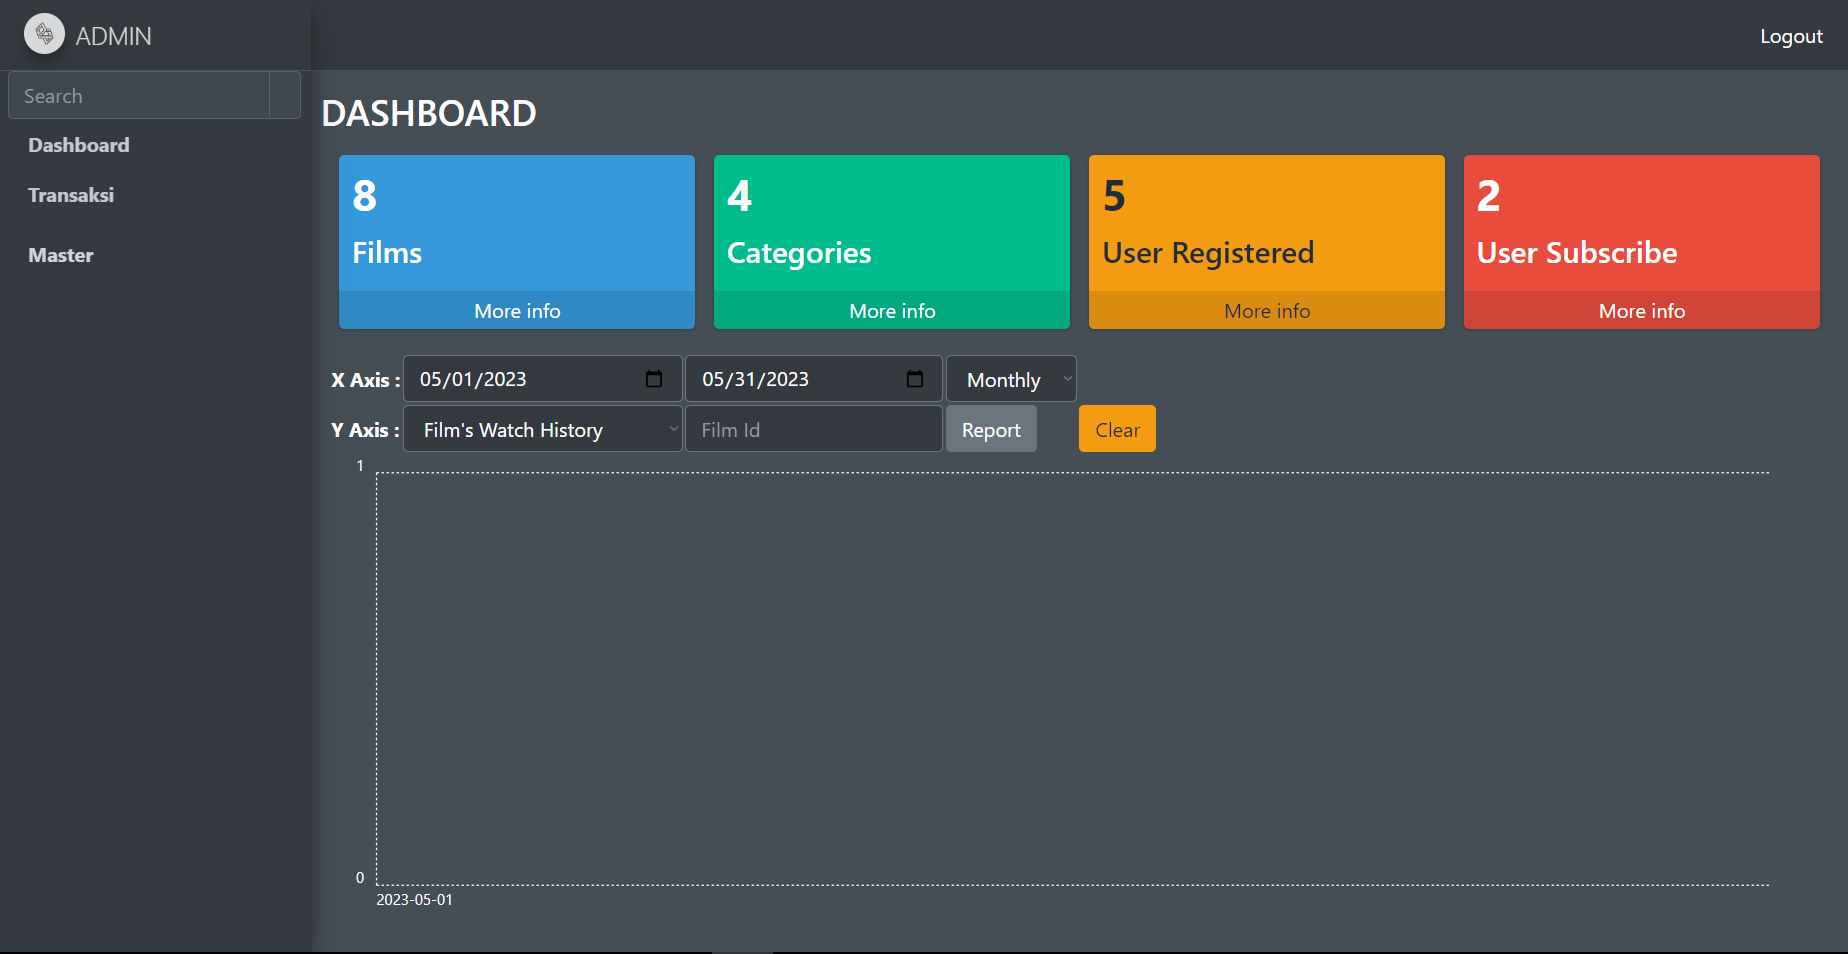 ADMIN
Logout
Search
Dashboard
Transaksi
Master
DASHBOARD
8
Films
More info
4
Categories
More info
5
User Registered
More info
2
User Subscribe
More info
X Axis : 05/01/2023 05/31/2023 Monthly
Y Axis : Film's Watch History Film Id Report Clear
1
0
2023-05-01